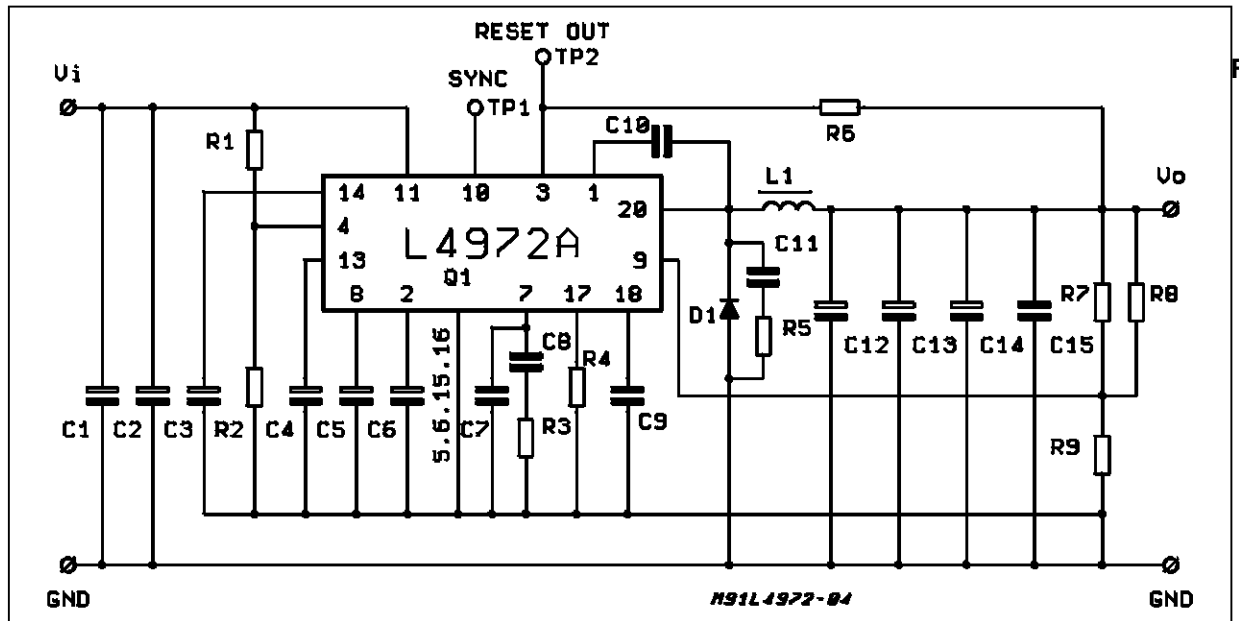 RESET OUT
TP2
Vi
SYNC
TP1
C10
R6
R1
L1
Vo
14
11
10
3
1
20
4
L4972A
C11
13
Q1
9
8
2
7
17
18
D1
R5
R7
R8
C8
R4
C12
C13
C14
C15
5.6.15.16
C1
C2
C3
R2
C4
C5
C6
C7
R3
C9
R9
GND
M91L4972-04
GND